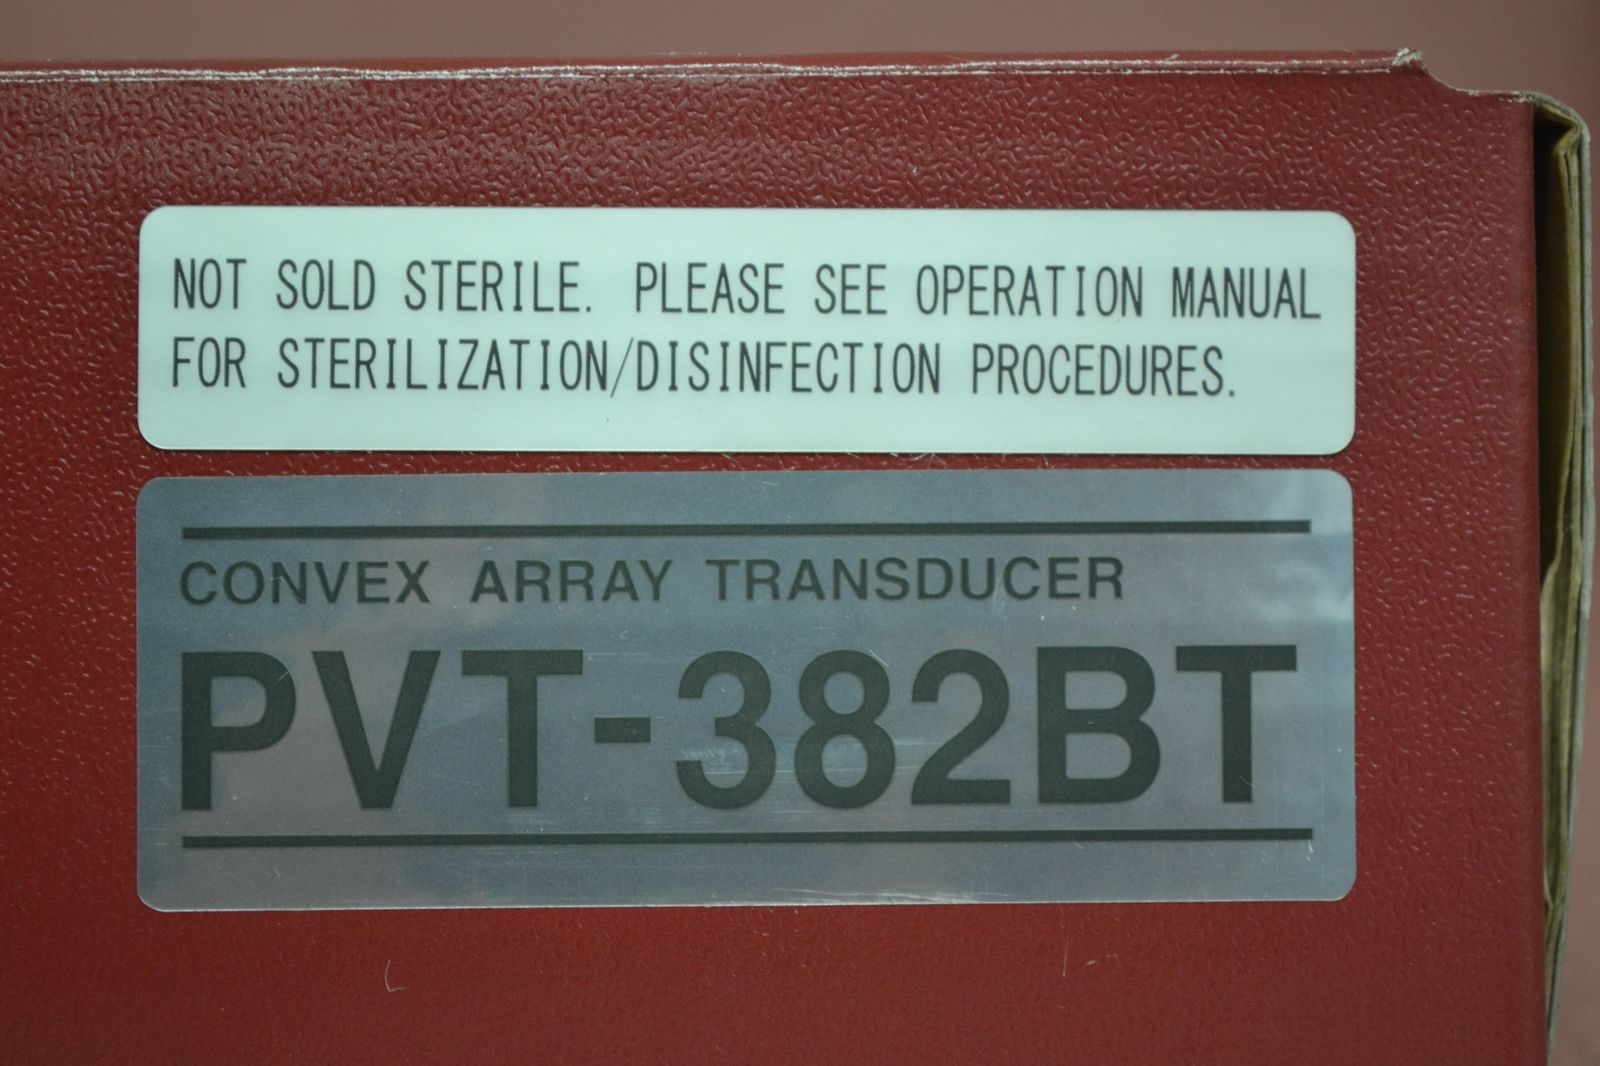 NOT SOLD STERILE. PLEASE SEE OPERATION MANUAL
FOR STERILIZATION/DISINFECTION PROCEDURES.
CONVEX ARRAY TRANSDUCER
PVT-382BT